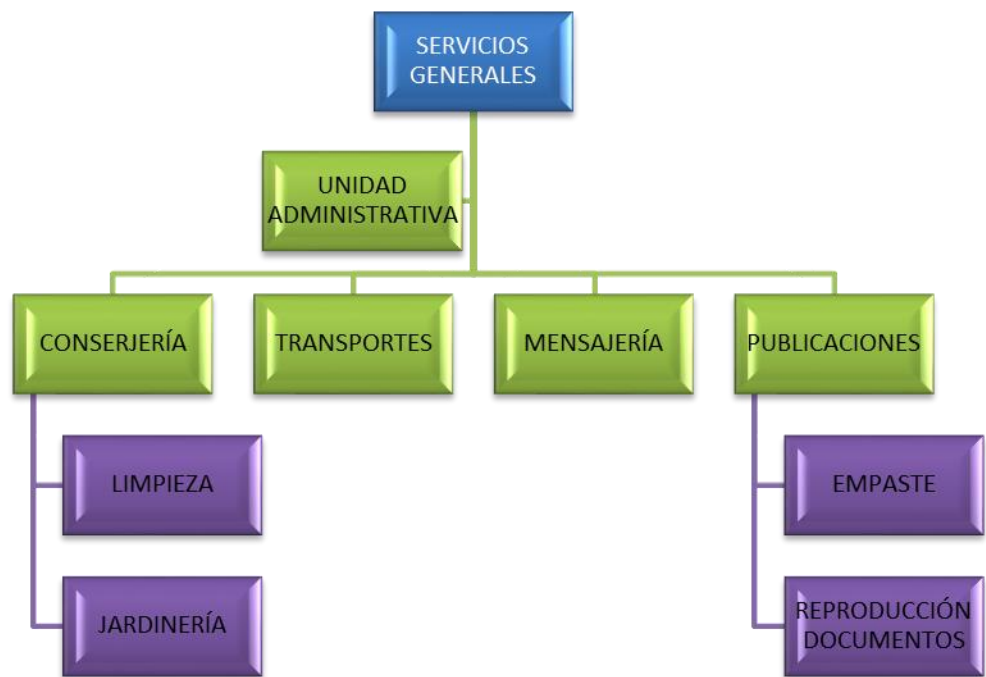 SERVICIOS
GENERALES
UNIDAD
ADMINISTRATIVA
CONSERJERÍA
TRANSPORTES
MENSAJERÍA
PUBLICACIONES
LIMPIEZA
EMPASTE
JARDINERÍA
REPRODUCCIÓN
DOCUMENTOS